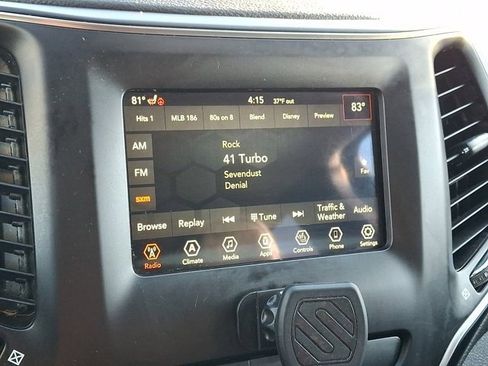 81° 4:15 37°F out 83°
Hits 1 MLB 186 80s on 8 Blend Disney Preview
AM
Rock
41 Turbo
FM
Sevendust
Fav
Denial
sxm
Browse Replay Tune Traffic & Weather Audio
A A
Radio Climate Media Apps Controls Phone Settings